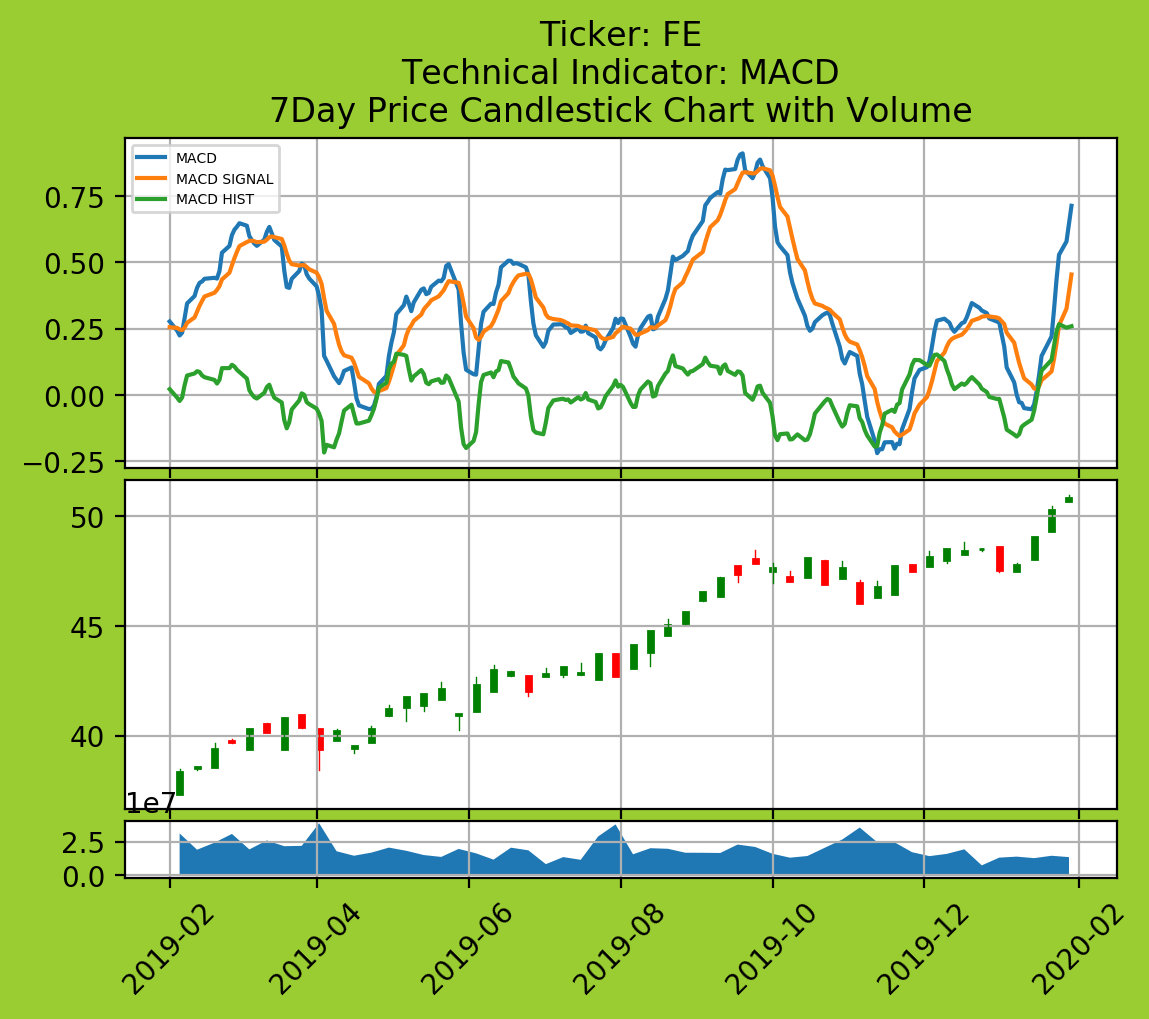 Ticker: FE
Technical Indicator: MACD
7Day Price Candlestick Chart with Volume
MACD
MACD SIGNAL
MACD HIST
0.75
0.50
0.25
0.00
−0.25
50
45
40
1e7
2.5
0.0
2019-02
2019-04
2019-06
2019-08
2019-10
2019-12
2020-02